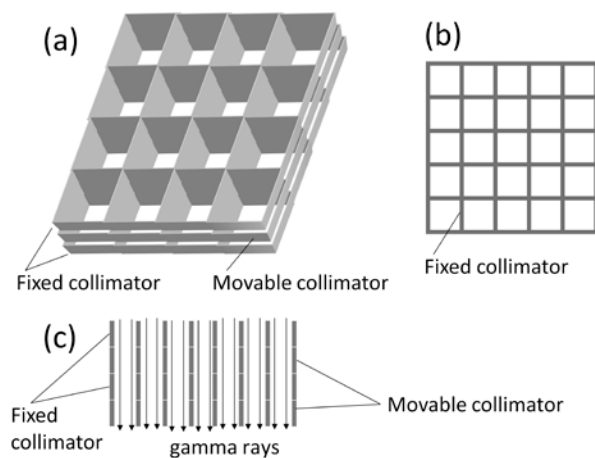 (a)
(b)
Fixed collimator
Movable collimator
Fixed collimator
(c)
Fixed
collimator
Movable collimator
gamma rays